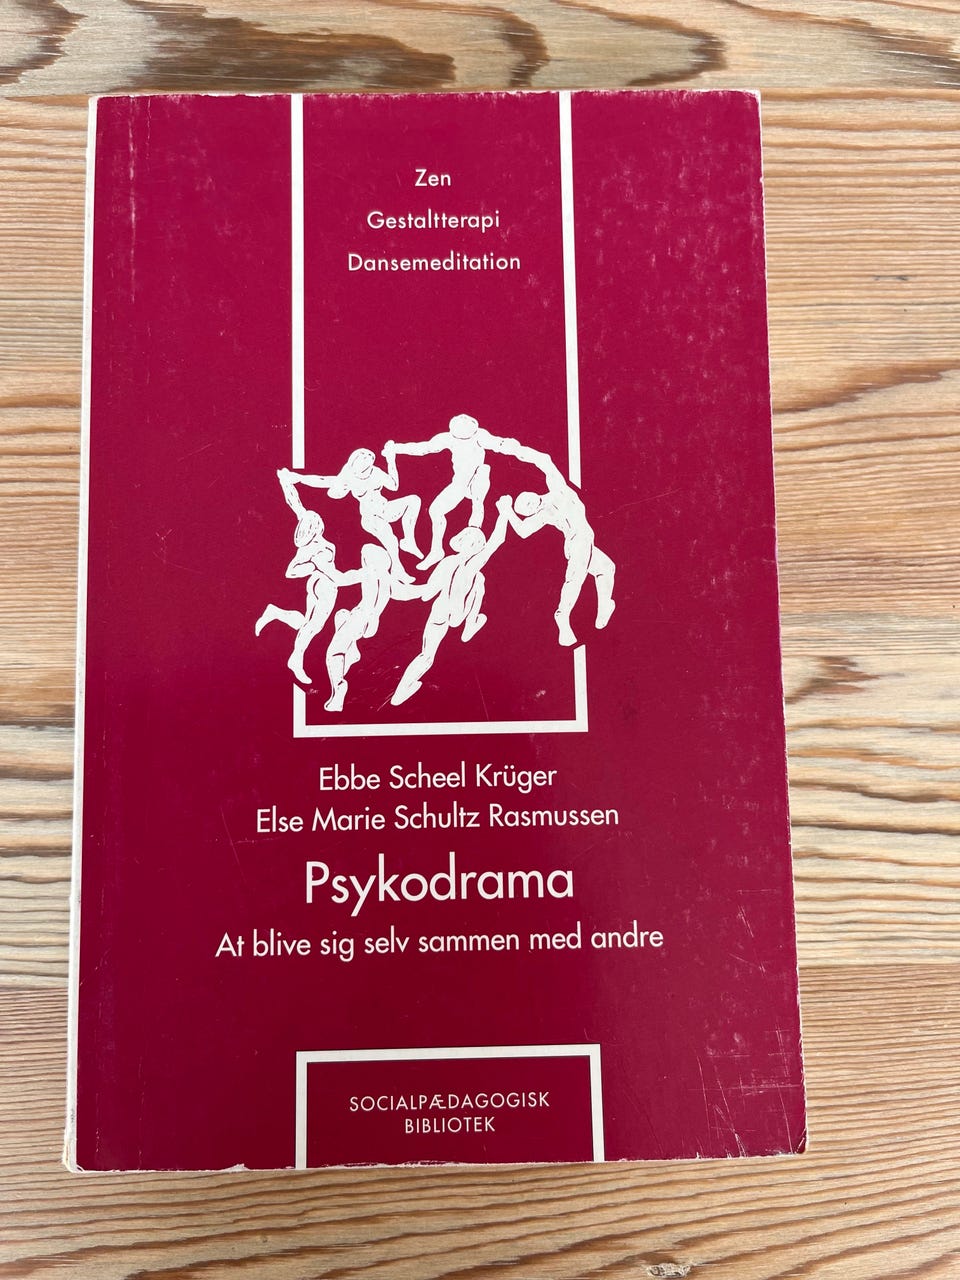 Zen
Gestaltterapi
Dansemeditation
Ebbe Scheel Krüger
Else Marie Schultz Rasmussen
Psykodrama
At blive sig selv sammen med andre
SOCIALPÆDAGOGISK
BIBLIOTEK